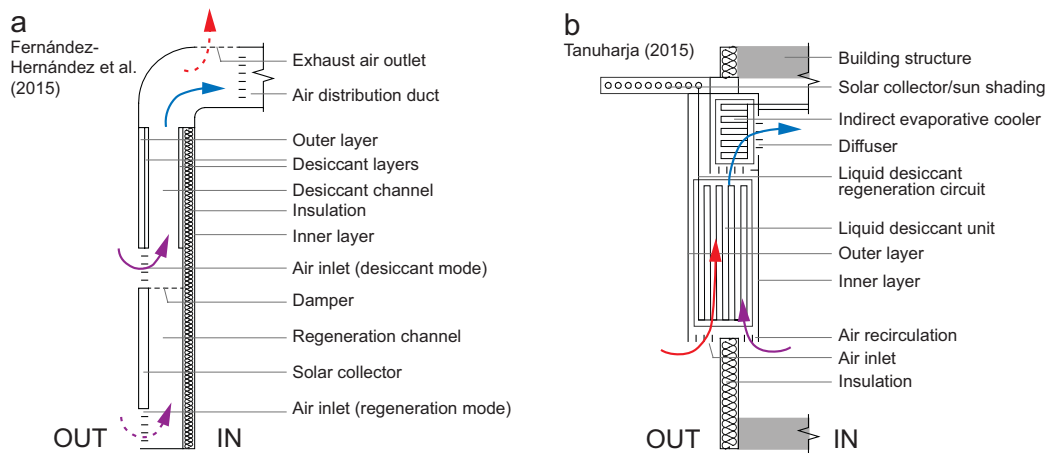 a
Fernández-
Hernández et al.
(2015)
Exhaust air outlet
Air distribution duct
Outer layer
Desiccant layers
Desiccant channel
Insulation
Inner layer
Air inlet (desiccant mode)
Damper
Regeneration channel
Solar collector
Air inlet (regeneration mode)
OUT
IN
b
Tanuharja (2015)
Building structure
Solar collector/sun shading
Indirect evaporative cooler
Diffuser
Liquid desiccant
regeneration circuit
Liquid desiccant unit
Outer layer
Inner layer
Air recirculation
Air inlet
Insulation
OUT
IN